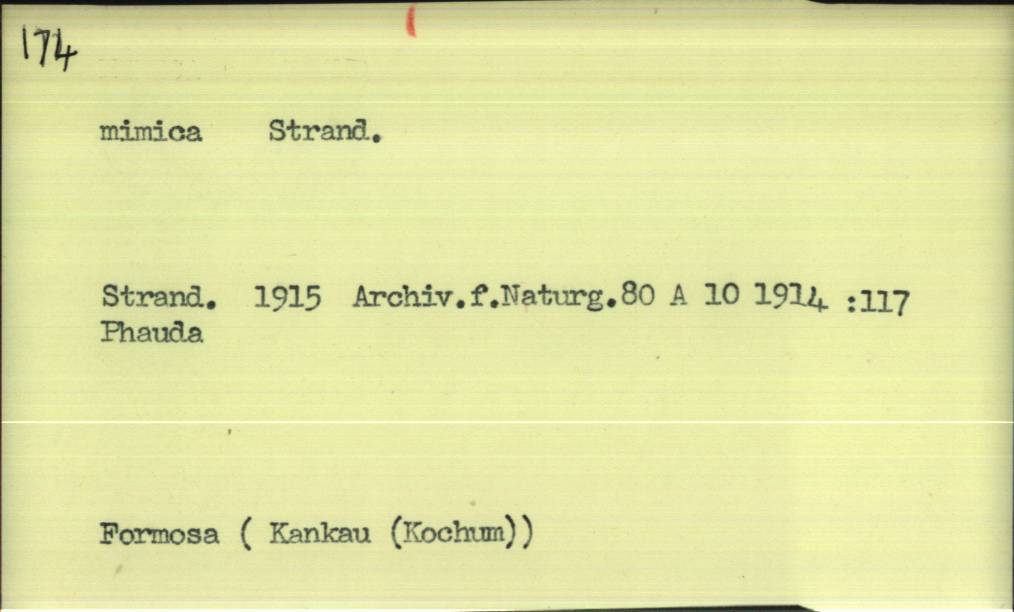 174
mimica Strand.
Strand. 1915 Archiv.f.Naturg.80 A 10 1914 :117
Phauda
Formosa ( Kankau (Kochum))